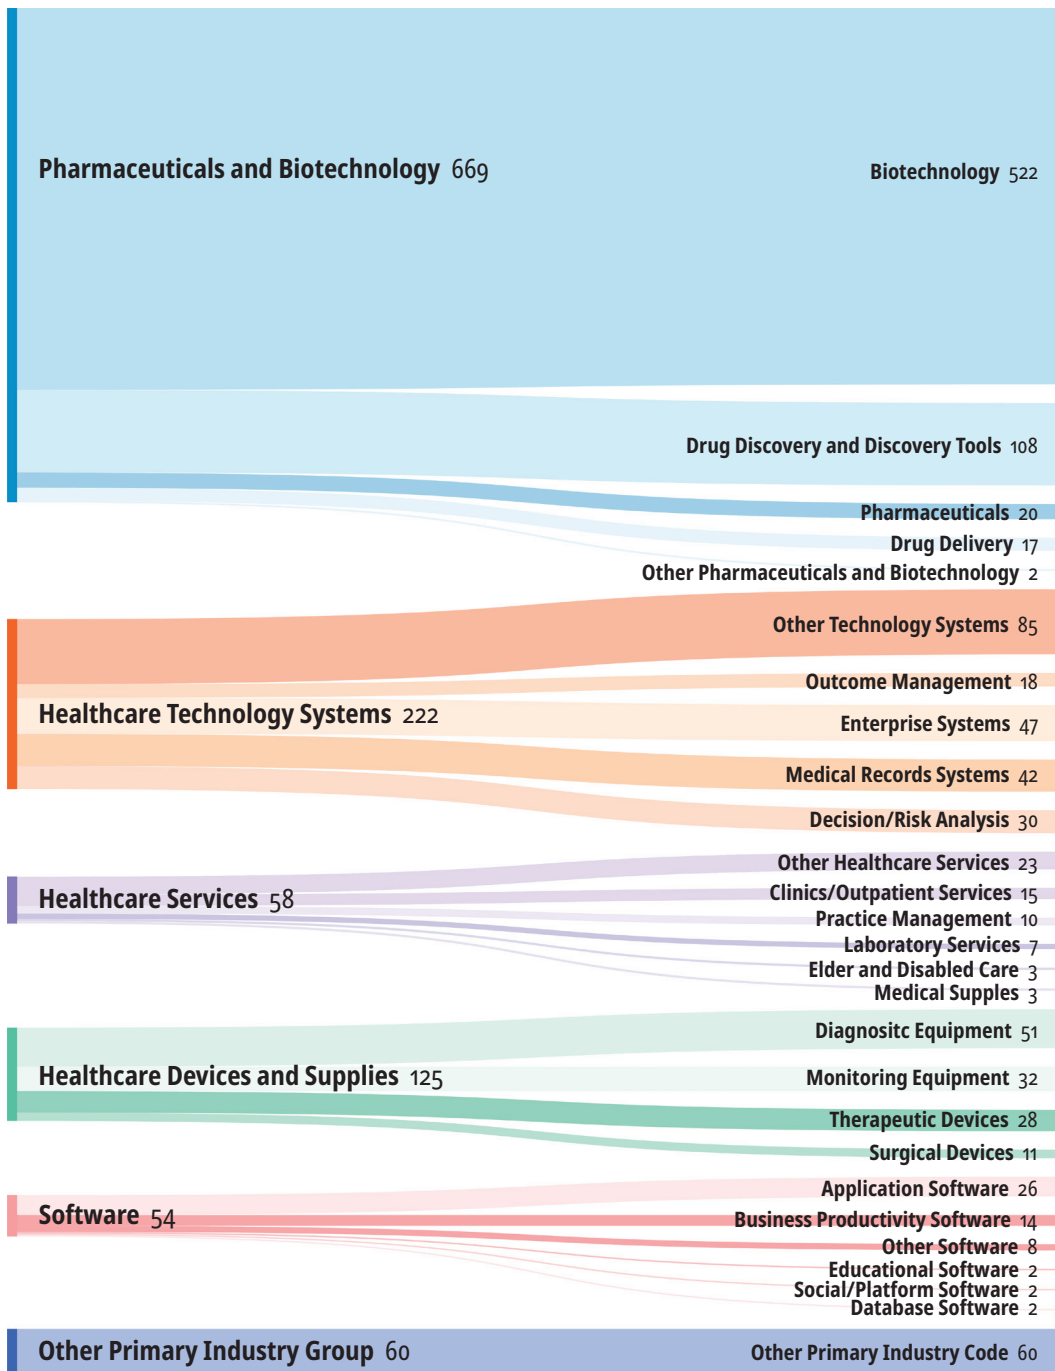 Pharmaceuticals and Biotechnology 669
Biotechnology 522
Drug Discovery and Discovery Tools 108
Pharmaceuticals 20
Drug Delivery 17
Other Pharmaceuticals and Biotechnology 2
Healthcare Technology Systems 222
Other Technology Systems 85
Outcome Management 18
Enterprise Systems 47
Medical Records Systems 42
Decision/Risk Analysis 30
Healthcare Services 58
Other Healthcare Services 23
Clinics/Outpatient Services 15
Practice Management 10
Laboratory Services 7
Elder and Disabled Care 3
Medical Supples 3
Healthcare Devices and Supplies 125
Diagnositc Equipment 51
Monitoring Equipment 32
Therapeutic Devices 28
Surgical Devices 11
Software 54
Application Software 26
Business Productivity Software 14
Other Software 8
Educational Software 2
Social/Platform Software 2
Database Software 2
Other Primary Industry Group 60
Other Primary Industry Code 60